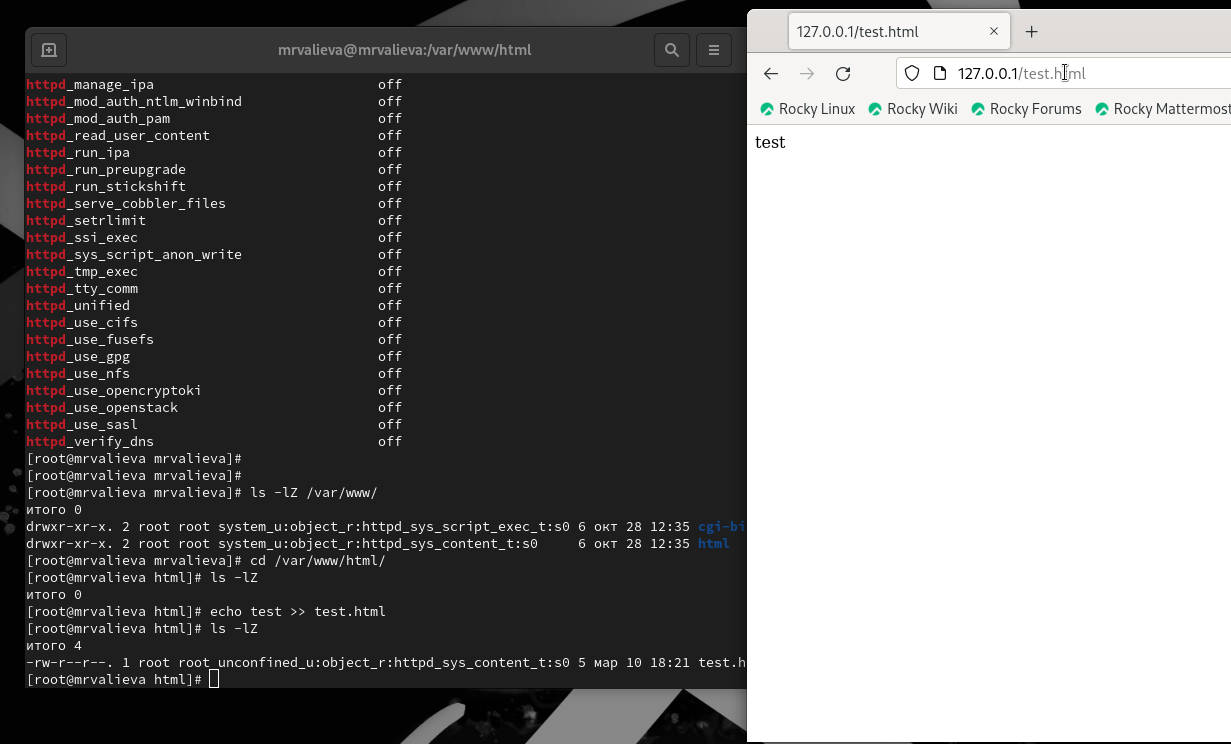 mrvalieva@mrvalieva:/var/www/html
httpd_manage_ipa off
httpd_mod_auth_ntlm_winbind off
httpd_mod_auth_pam off
httpd_read_user_content off
httpd_run_ipa off
httpd_run_preupgrade off
httpd_run_stickshift off
httpd_serve_cobbler_files off
httpd_setrlimit off
httpd_ssi_exec off
httpd_sys_script_anon_write off
httpd_tmp_exec off
httpd_tty_comm off
httpd_unified off
httpd_use_cifs off
httpd_use_fusefs off
httpd_use_gpg off
httpd_use_nfs off
httpd_use_opencryptoki off
httpd_use_openstack off
httpd_use_sasl off
httpd_verify_dns off
[root@mrvalieva mrvalieva]#
[root@mrvalieva mrvalieva]#
[root@mrvalieva mrvalieva]# ls -lZ /var/www/
итого 0
drwxr-xr-x. 2 root root system_u:object_r:httpd_sys_script_exec_t:s0 6 окт 28 12:35 cgi-bi
drwxr-xr-x. 2 root root system_u:object_r:httpd_sys_content_t:s0 6 окт 28 12:35 html
[root@mrvalieva mrvalieva]# cd /var/www/html/
[root@mrvalieva html]# ls -lZ
итого 0
[root@mrvalieva html]# echo test >> test.html
[root@mrvalieva html]# ls -lZ
итого 4
-rw-r--r--. 1 root root unconfined_u:object_r:httpd_sys_content_t:s0 5 мар 10 18:21 test.h
[root@mrvalieva html]#
127.0.0.1/test.html
127.0.0.1/test.html
Rocky Linux Rocky Wiki Rocky Forums Rocky Mattermost
test